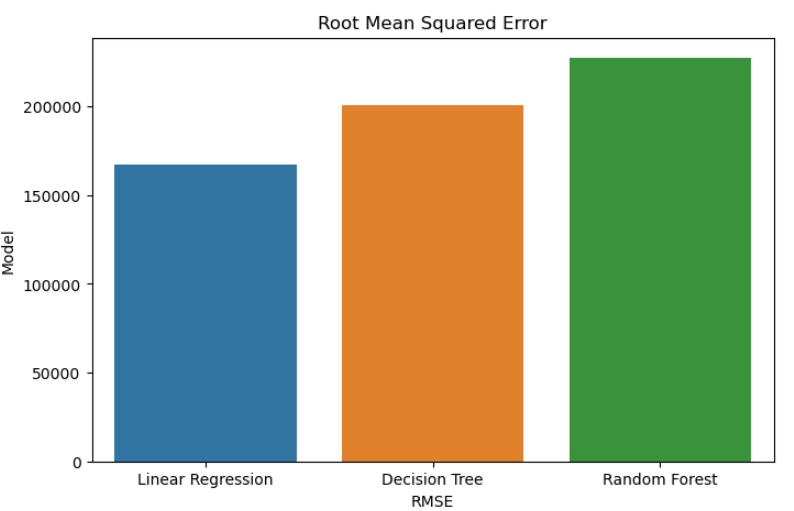 Root Mean Squared Error
200000
150000
100000
50000
0
Model
Linear Regression
Decision Tree
Random Forest
RMSE